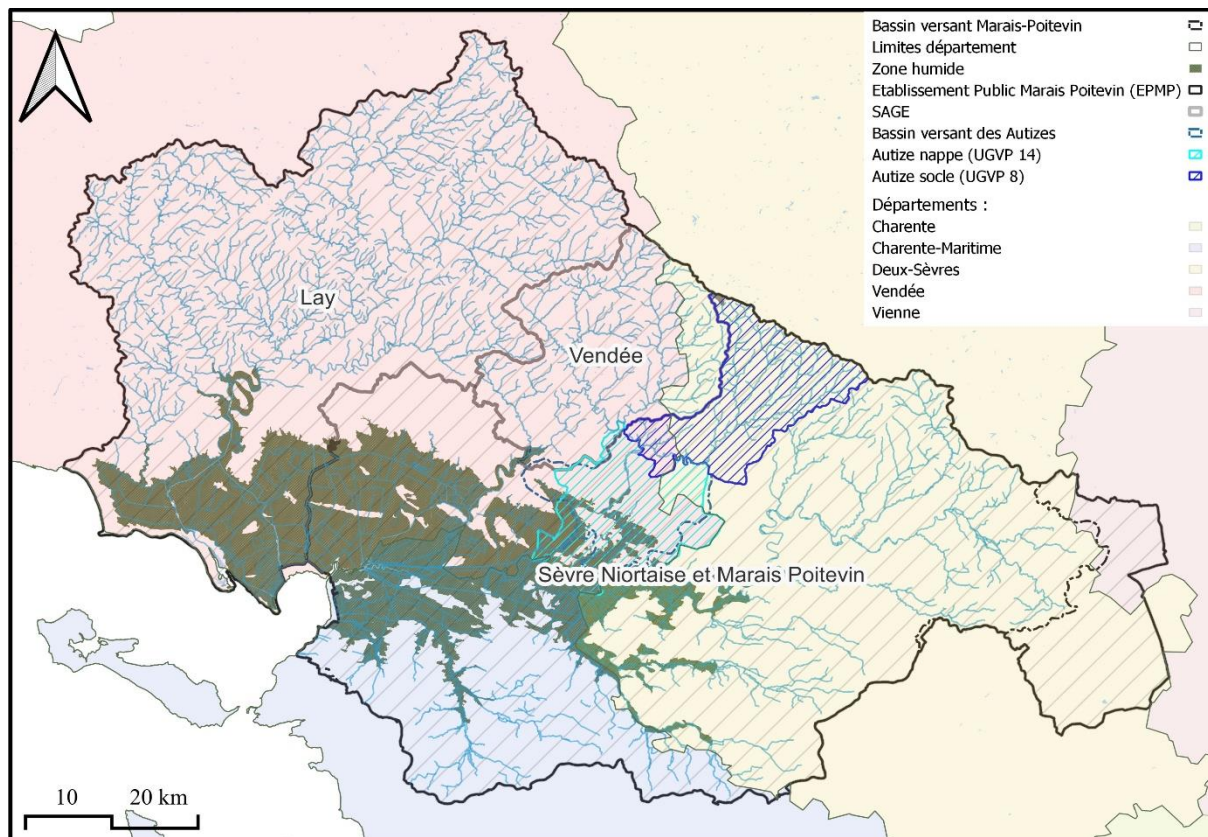 Bassin versant Marais-Poitevin
Limites département
Zone humide
Etablissement Public Marais Poitevin (EPMP)
SAGE
Bassin versant des Autizes
Autize nappe (UGVP 14)
Autize socle (UGVP 8)
Départements :
Charente
Charente-Maritime
Deux-Sèvres
Vendée
Vienne
Lay
Vendée
Sèvre Niortaise et Marais Poitevin
10 20 km